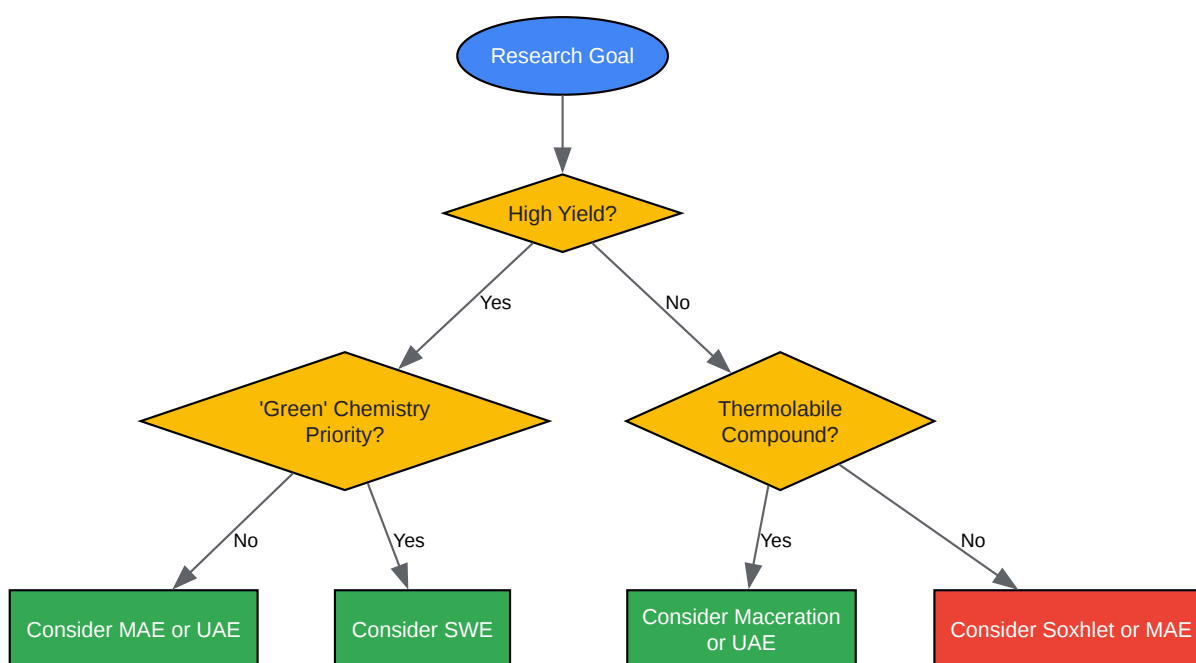 Research Goal
High Yield?
Yes
No
'Green' Chemistry
Priority?
Thermolabile
Compound?
No
Yes
Yes
No
Consider MAE or UAE
Consider SWE
Consider Maceration
or UAE
Consider Soxhlet or MAE